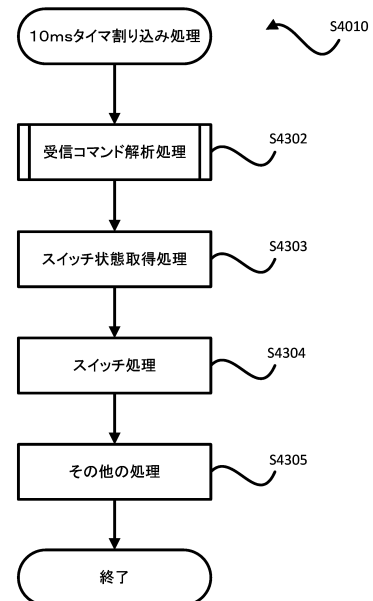 10msタイマ割り込み処理
S4010
受信コマンド解析処理
S4302
スイッチ状態取得処理
S4303
スイッチ処理
S4304
その他の処理
S4305
終了